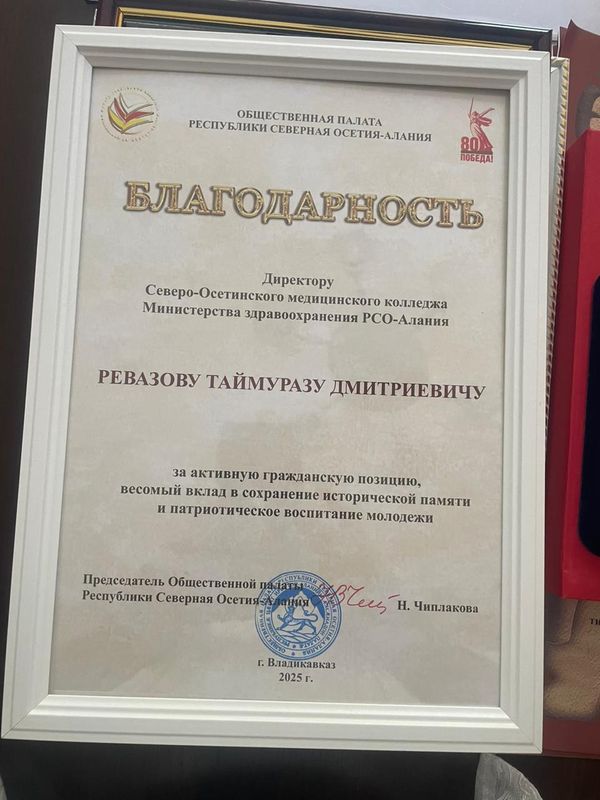 ОБЩЕСТВЕННАЯ ПАЛАТА
РЕСПУБЛИКИ СЕВЕРНАЯ ОСЕТИЯ-АЛАНИЯ
80
ПОБЕДА!
БЛАГОДАРНОСТЬ
Директору
Северо-Осетинского медицинского колледжа
Министерства здравоохранения РСО-Алания
РЕВАЗОВУ ТАЙМУРАЗУ ДМИТРИЕВИЧУ
за активную гражданскую позицию,
весомый вклад в сохранение исторической памяти
и патриотическое воспитание молодежи
Председатель Общественной палаты
Республики Северная Осетия-Алания
Н. Чиплакова
г. Владикавказ
2025 г.